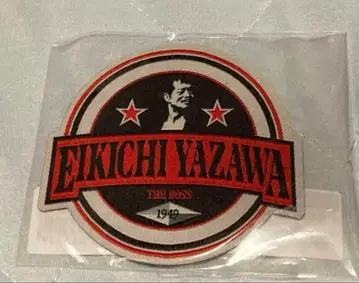 EIKICHI YAZAWA
THE BOSS
1949